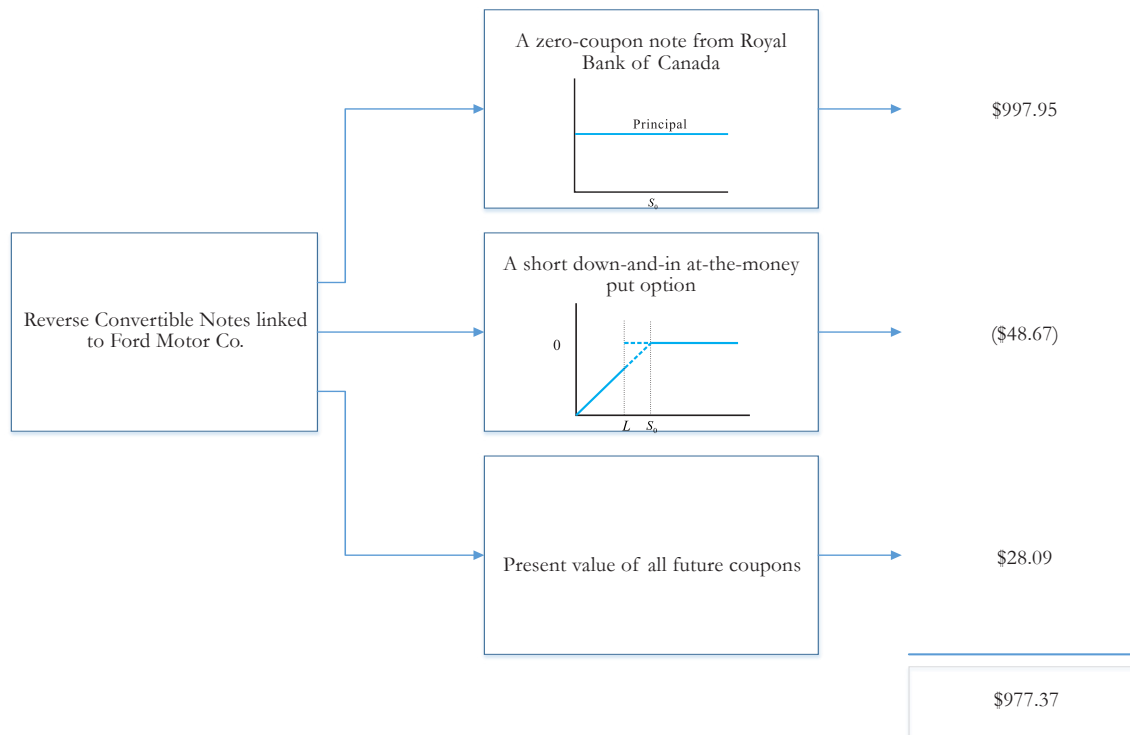 A zero-coupon note from Royal
Bank of Canada
Principal
S0
$997.95
Reverse Convertible Notes linked
to Ford Motor Co.
A short down-and-in at-the-money
put option
0
L S0
($48.67)
Present value of all future coupons
$28.09
$977.37